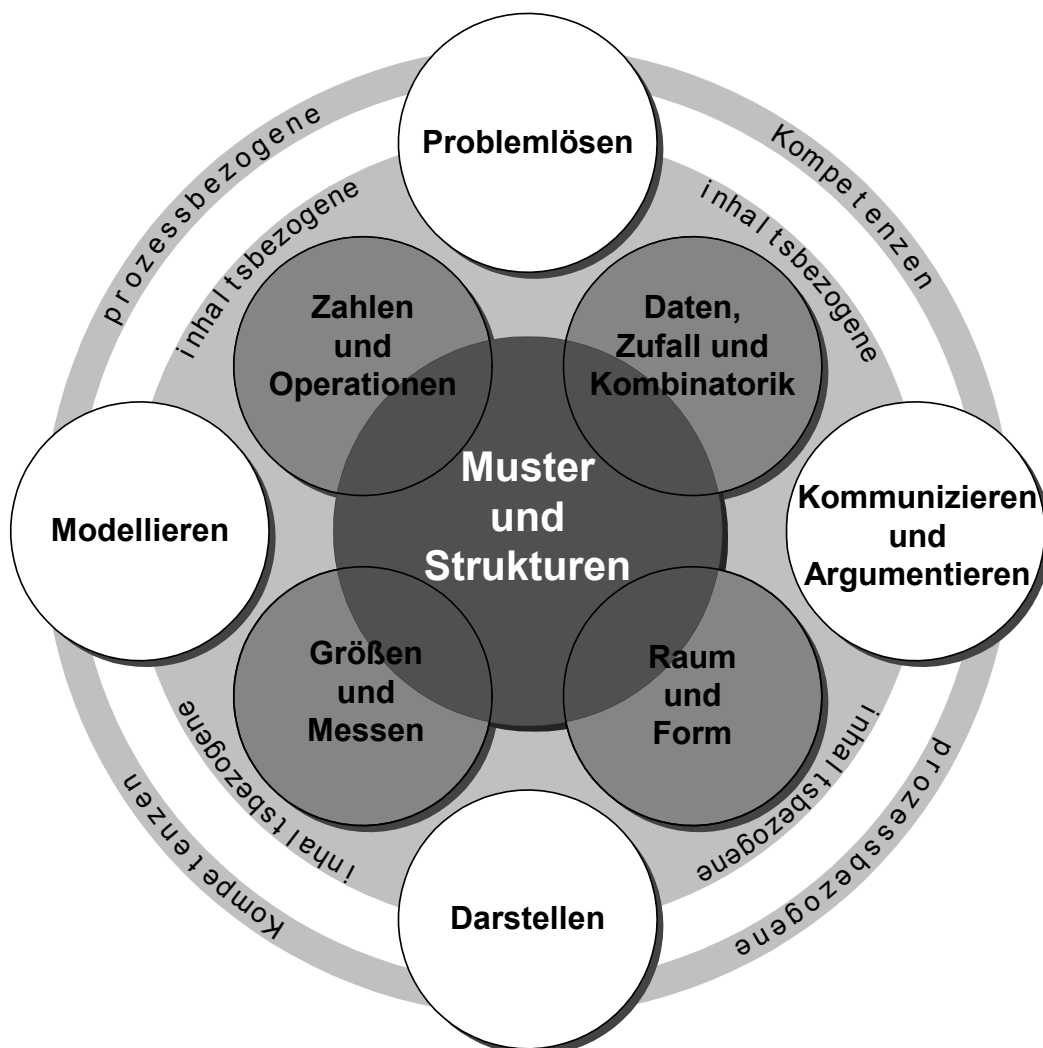 Problemlösen
prozessbezogene
Kompetenzen
inhaltsbezogene
inhaltsbezogene
Zahlen
und
Operationen
Daten,
Zufall und
Kombinatorik
Muster
und
Strukturen
Modellieren
Kommunizieren
und
Argumentieren
Größen
und
Messen
Raum
und
Form
inhaltsbezogene
inhaltsbezogene
Kompetenzen
prozessbezogene
Darstellen